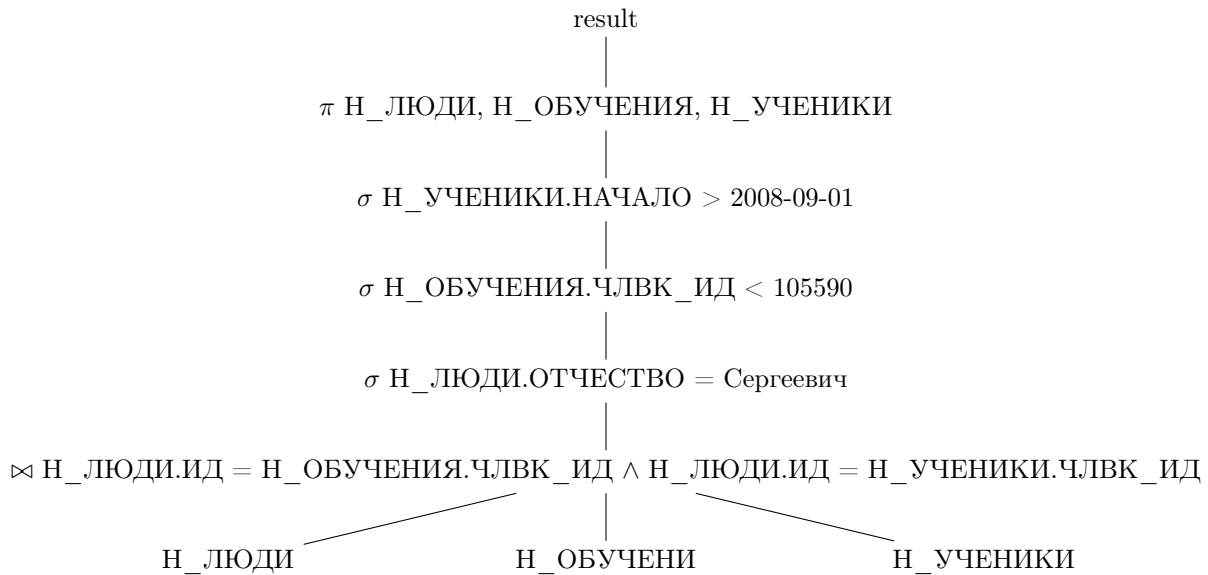 result
π Н_ЛЮДИ, Н_ОБУЧЕНИЯ, Н_УЧЕНИКИ
σ Н_УЧЕНИКИ.НАЧАЛО > 2008-09-01
σ Н_ОБУЧЕНИЯ.ЧЛВК_ИД < 105590
σ Н_ЛЮДИ.ОТЧЕСТВО = Сергеевич
⋈ Н_ЛЮДИ.ИД = Н_ОБУЧЕНИЯ.ЧЛВК_ИД ∧ Н_ЛЮДИ.ИД = Н_УЧЕНИКИ.ЧЛВК_ИД
Н_ЛЮДИ Н_ОБУЧЕНИ Н_УЧЕНИКИ